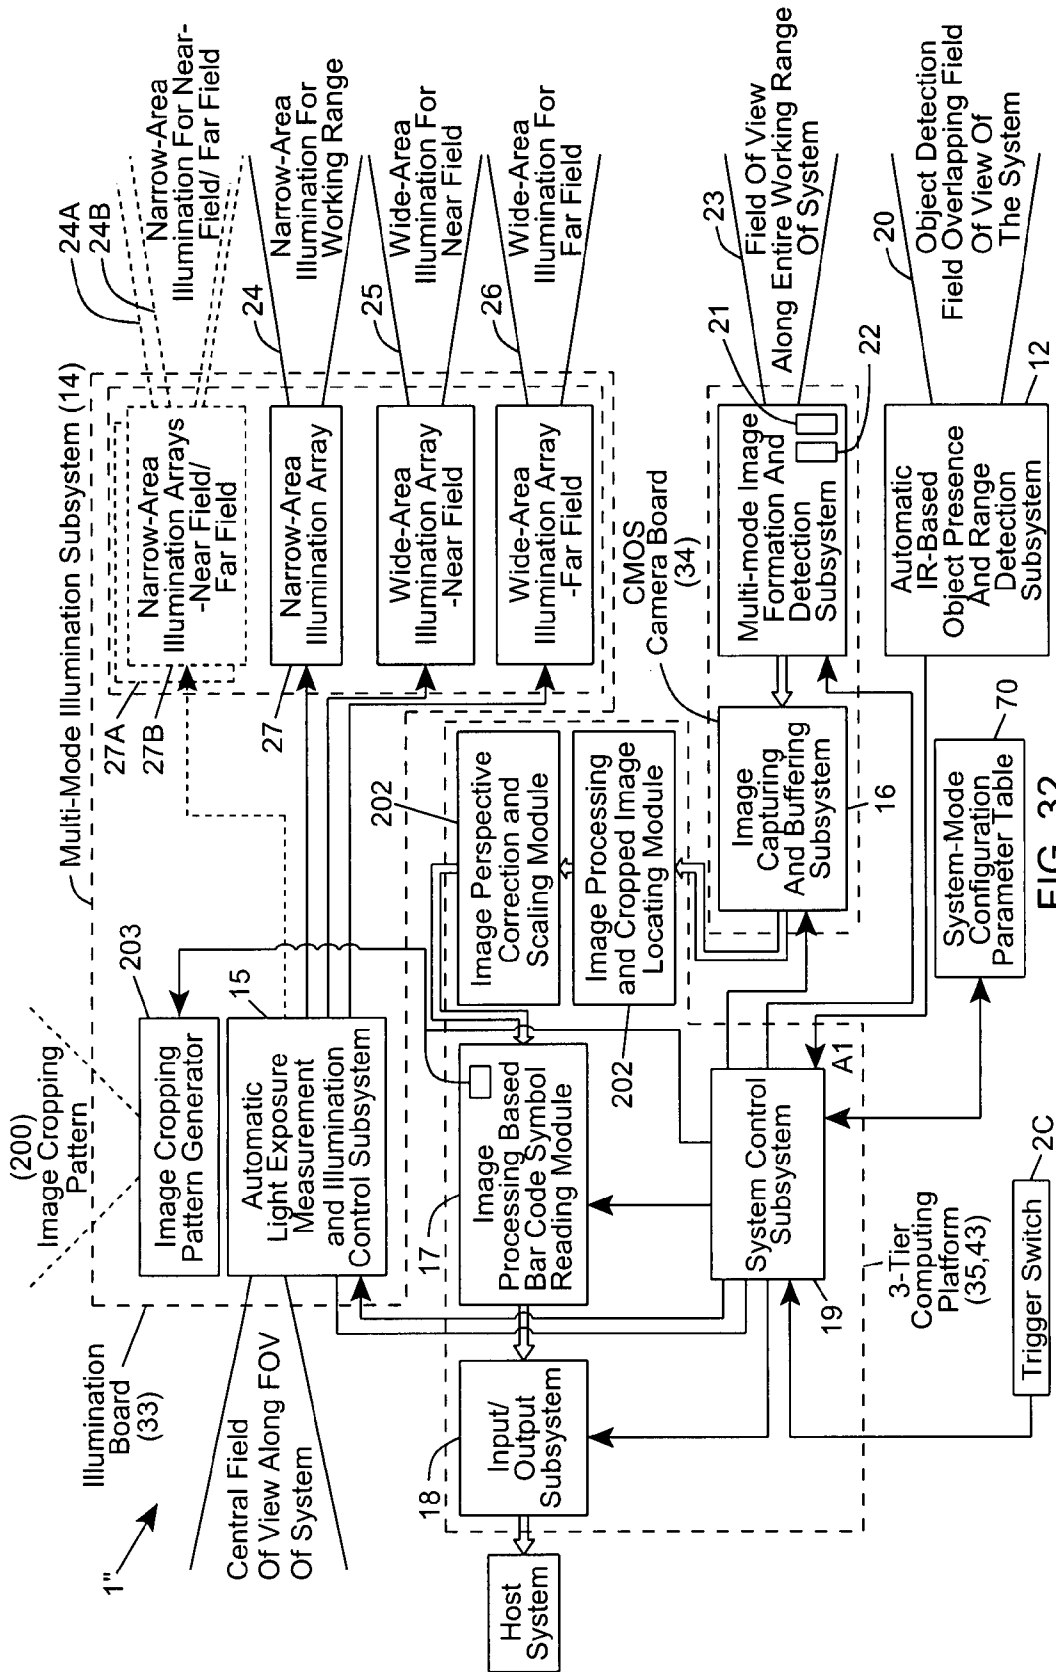 1"
Illumination
Board
(33)
(200)
Image Cropping
Pattern
203
Image Cropping
Pattern Generator
15
Automatic
Light Exposure
Measurement
and Illumination
Control Subsystem
Central Field
Of View Along FOV
Of System
Multi-Mode Illumination Subsystem (14)
27A
27B
Narrow-Area
Illumination Arrays
-Near Field/
Far Field
24A
24B
Narrow-Area
Illumination For Near-
Field/ Far Field
27
Narrow-Area
Illumination Array
24
Narrow-Area
Illumination For
Working Range
Wide-Area
Illumination Array
-Near Field
25
Wide-Area
Illumination For
Near Field
Wide-Area
Illumination Array
-Far Field
26
Wide-Area
Illumination For
Far Field
Host
System
18
Input/
Output
Subsystem
17
Image
Processing Based
Bar Code Symbol
Reading Module
202
Image Perspective
Correction and
Scaling Module
Image Processing
and Cropped Image
Locating Module
202
CMOS
Camera Board
(34)
Image
Capturing
And Buffering
Subsystem
16
Multi-mode Image
Formation And
Detection
Subsystem
21
22
23
Field Of View
Along Entire Working Range
Of System
System Control
Subsystem
19
A1
3-Tier
Computing
Platform
(35,43)
Automatic
IR-Based
Object Presence
And Range
Detection
Subsystem
12
20
Object Detection
Field Overlapping Field
Of View Of
The System
70
System-Mode
Configuration
Parameter Table
Trigger Switch
2C
FIG. 32